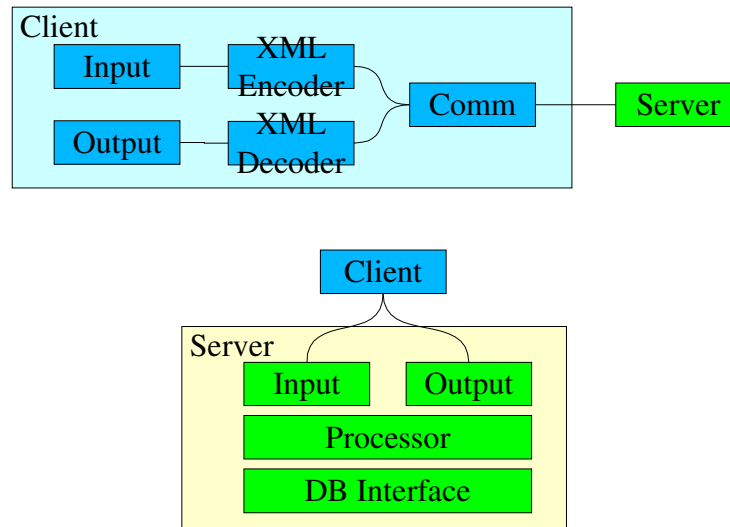 Client
Input
XML
Encoder
Comm
Server
Output
XML
Decoder
Client
Server
Input
Output
Processor
DB Interface